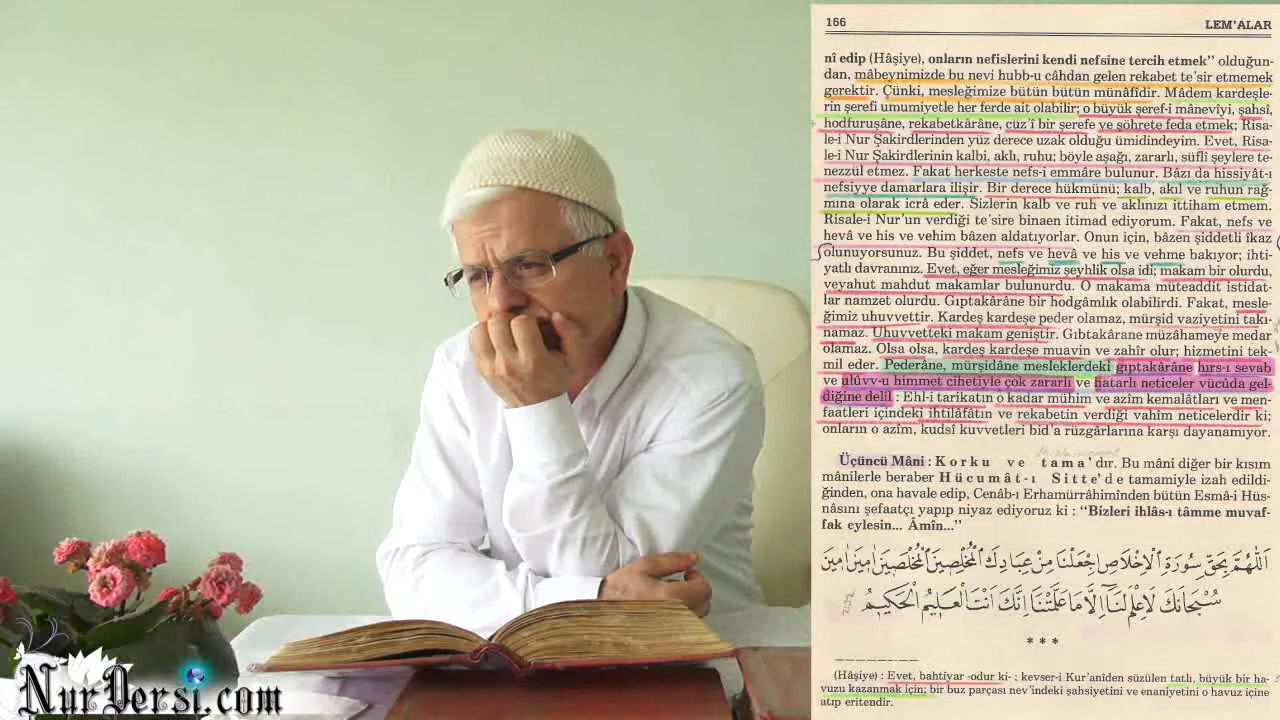 166 LEM'ALAR
nî edip (Hâşiye), onların nefislerini kendi nefsine tercih etmek" olduğun-
dan, mâbeynimizde bu nevi hubb-u câhdan gelen rekabet te'sir etmemek
gerektir. Çünki, mesleğimize bütün bütün münâfîdir. Mâdem kardeşle-
rin şerefi umumiyetle her ferde ait olabilir; o büyük şeref-i mâneviyi, şahsî,
hodfuruşâne, rekabetkârâne, cüz'î bir şerefe ve şöhrete feda etmek; Risa-
le-i Nur Şakirdlerinden yüz derece uzak olduğu ümidindeyim. Evet, Risa-
le-i Nur Şakirdlerinin kalbi, aklı, ruhu; böyle aşağı, zararlı, süflî şeylere te-
nezzül etmez. Fakat herkeste nefs-i emmâre bulunur. Bâzı da hissiyât-ı
nefsiyye damarlara ilişir. Bir derece hükmünü; kalb, akıl ve ruhun rağ-
mına olarak icrâ eder. Sizlerin kalb ve ruh ve aklınızı ittiham etmem.
Risale-i Nur'un verdiği te'sire binaen itimad ediyorum. Fakat, nefs ve
hevâ ve his ve vehim bâzen aldatıyorlar. Onun için, bâzen şiddetli îkaz
olunuyorsunuz. Bu şiddet, nefs ve hevâ ve his ve vehme bakıyor; ihti-
yatlı davranınız. Evet, eğer mesleğimiz şeyhlik olsa idi; makam bir olurdu,
veyahut mahdut makamlar bulunurdu. O makama müteaddit istidat-
lar namzet olurdu. Gıptakârâne bir hodgâmlık olabilirdi. Fakat, mesle-
ğimiz uhuvvettir. Kardeş kardeşe peder olamaz, mürşid vaziyetini takı-
namaz. Uhuvvetteki makam geniştir. Gıbtakârane müzâhameye medar
olamaz. Olsa olsa, kardeş kardeşe muavin ve zahîr olur; hizmetini tek-
mil eder. Pederâne, mürşidâne mesleklerdeki gıptakârâne hırs-ı sevab
ve ulûvv-u himmet cihetiyle çok zararlı ve hatarlı neticeler vücûda gel-
diğine delil : Ehl-i tarikatın o kadar mühim ve azîm kemalâtları ve men-
faatleri içindeki ihtilâfâtın ve rekabetin verdiği vahîm neticelerdir ki;
onların o azîm, kudsî kuvvetleri bid'a rüzgârlarına karşı dayanamıyor.
Üçüncü Mâni : Korku ve tama'dır. Bu mâni diğer bir kısım
mânilerle beraber Hücumât-ı Sitte'de tamamiyle izah edildi-
ğinden, ona havale edip, Cenâb-ı Erhamürrâhimînden bütün Esmâ-i Hüs-
nâsını şefaatçı yapıp niyaz ediyoruz ki : "Bizleri ihlâs-ı tâmme muvaf-
fak eylesin... Âmîn..."
اَللّٰهُمَّ بِحَقِّ سُورَةِ الْاِخْلَاصِ اِجْعَلْنَا مِنْ عِبَادِكَ الْمُخْلِصِينَ الْمُخْلَصِينَ اٰمِينَ اٰمِينَ
سُبْحَانَكَ لَا عِلْمَ لَنَا اِلَّا مَا عَلَّمْتَنَا اِنَّكَ اَنْتَ الْعَلِيمُ الْحَكِيمُ
* * *
(Hâşiye) : Evet, bahtiyar -odur ki- : kevser-i Kur'anîden süzülen tatlı, büyük bir ha-
vuzu kazanmak için; bir buz parçası nev'indeki şahsiyetini ve enaniyetini o havuz içine
atıp eritendir.
NurDersi.com